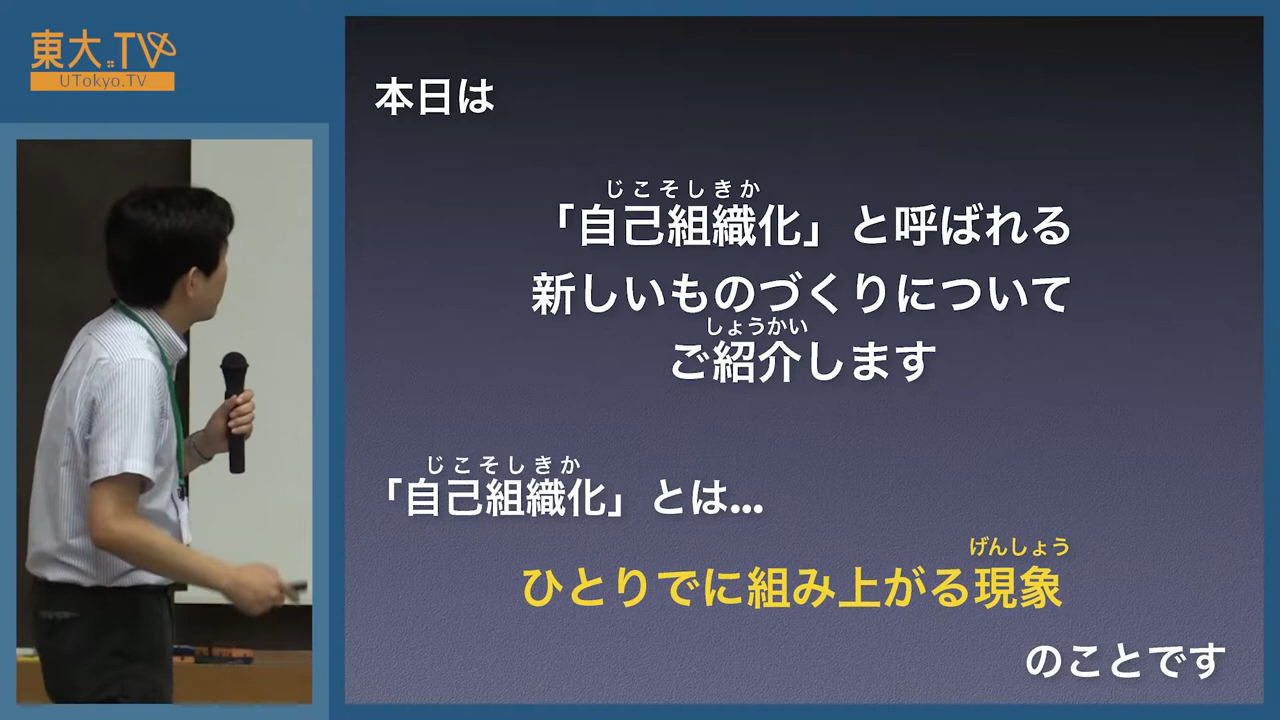 東大.TV
UTokyo.TV
本日は
じこそしきか
「自己組織化」と呼ばれる
新しいものづくりについて
しょうかい
ご紹介します
じこそしきか
「自己組織化」とは...
げんしょう
ひとりでに組み上がる現象
のことです